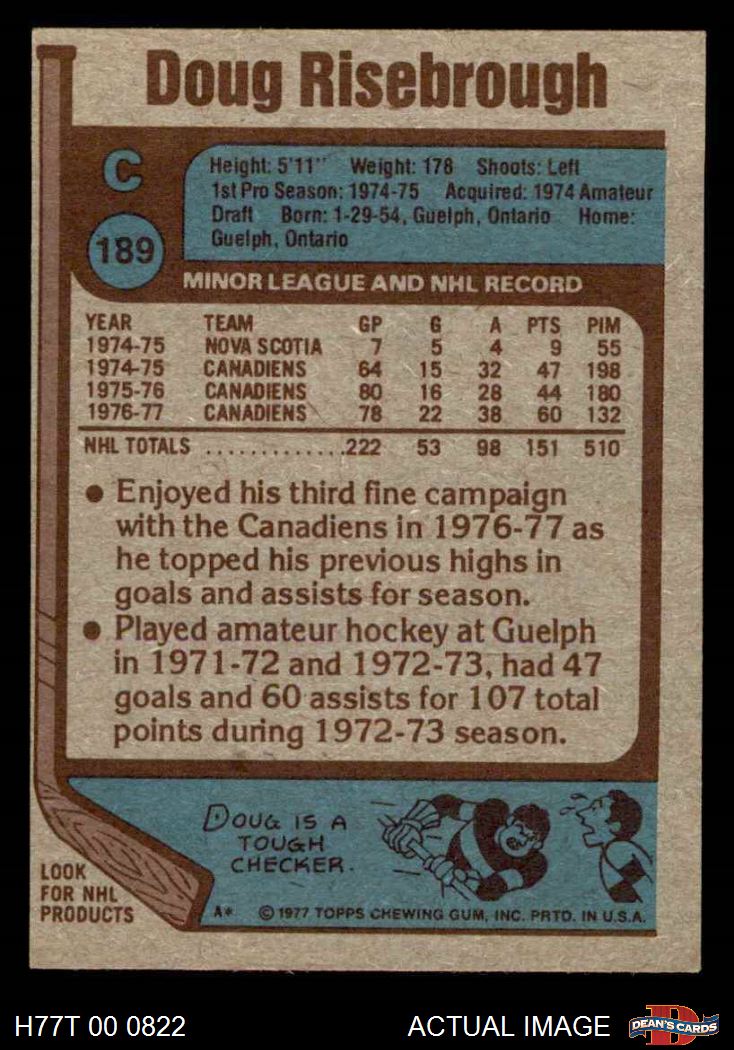 Doug Risebrough
C
189
Height: 5'11" Weight: 178 Shoots: Left
1st Pro Season: 1974-75 Acquired: 1974 Amateur
Draft Born: 1-29-54, Guelph, Ontario Home:
Guelph, Ontario
MINOR LEAGUE AND NHL RECORD
YEAR TEAM GP G A PTS PIM
1974-75 NOVA SCOTIA 7 5 4 9 55
1974-75 CANADIENS 64 15 32 47 198
1975-76 CANADIENS 80 16 28 44 180
1976-77 CANADIENS 78 22 38 60 132
NHL TOTALS .............222 53 98 151 510
● Enjoyed his third fine campaign
with the Canadiens in 1976-77 as
he topped his previous highs in
goals and assists for season.
● Played amateur hockey at Guelph
in 1971-72 and 1972-73, had 47
goals and 60 assists for 107 total
points during 1972-73 season.
DOUG IS A
TOUGH
CHECKER.
LOOK
FOR NHL
PRODUCTS
A* © 1977 TOPPS CHEWING GUM, INC. PRTD. IN U.S.A.
H77T 00 0822 ACTUAL IMAGE
D
DEAN'S CARDS